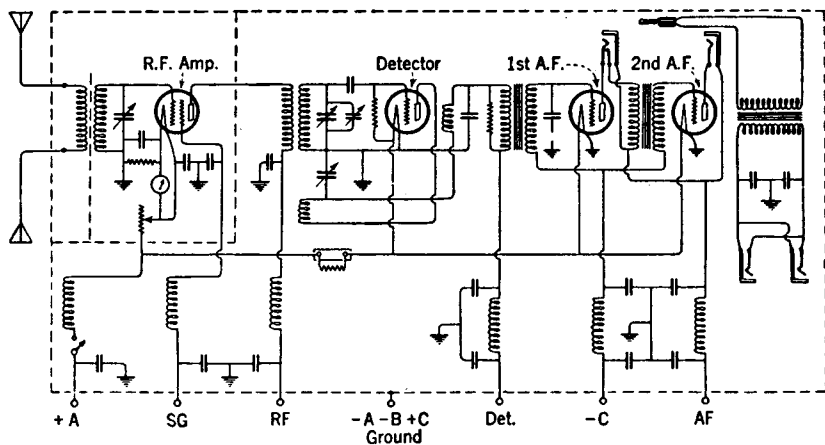 R.F. Amp.
Detector
1st A.F.
2nd A.F.
+ A
SG
RF
-A -B +C
Ground
Det.
-C
AF